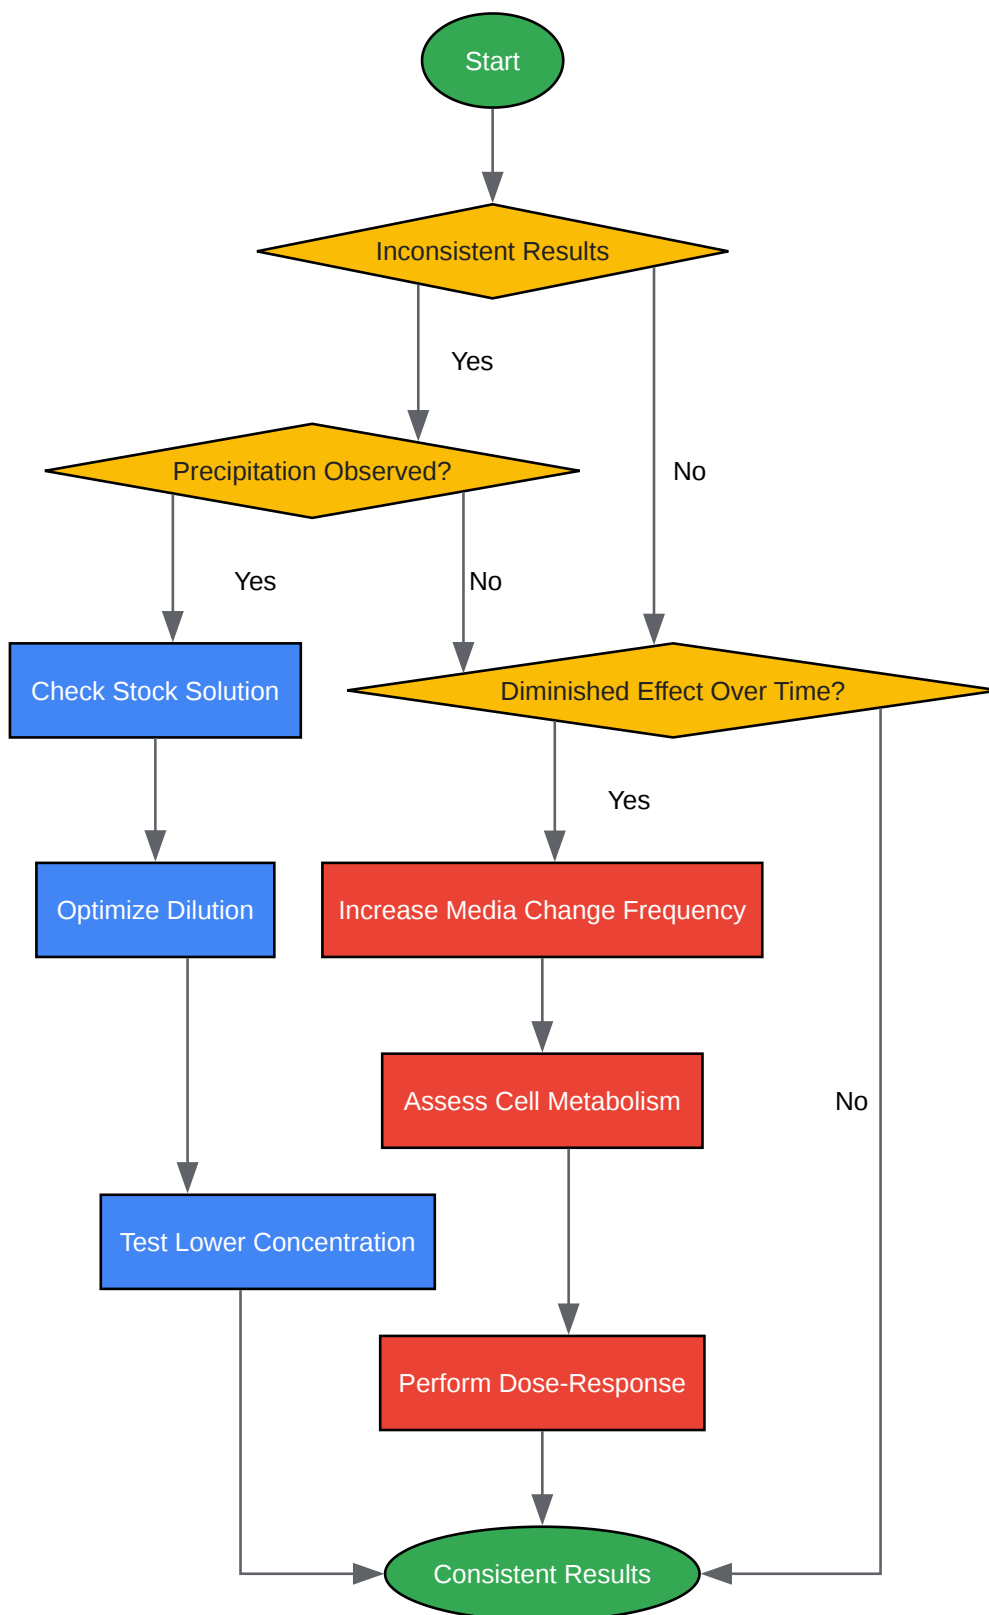 Start
Inconsistent Results
Yes
Precipitation Observed?
No
Yes
No
Check Stock Solution
Diminished Effect Over Time?
Yes
Optimize Dilution
Increase Media Change Frequency
Assess Cell Metabolism
No
Test Lower Concentration
Perform Dose-Response
Consistent Results